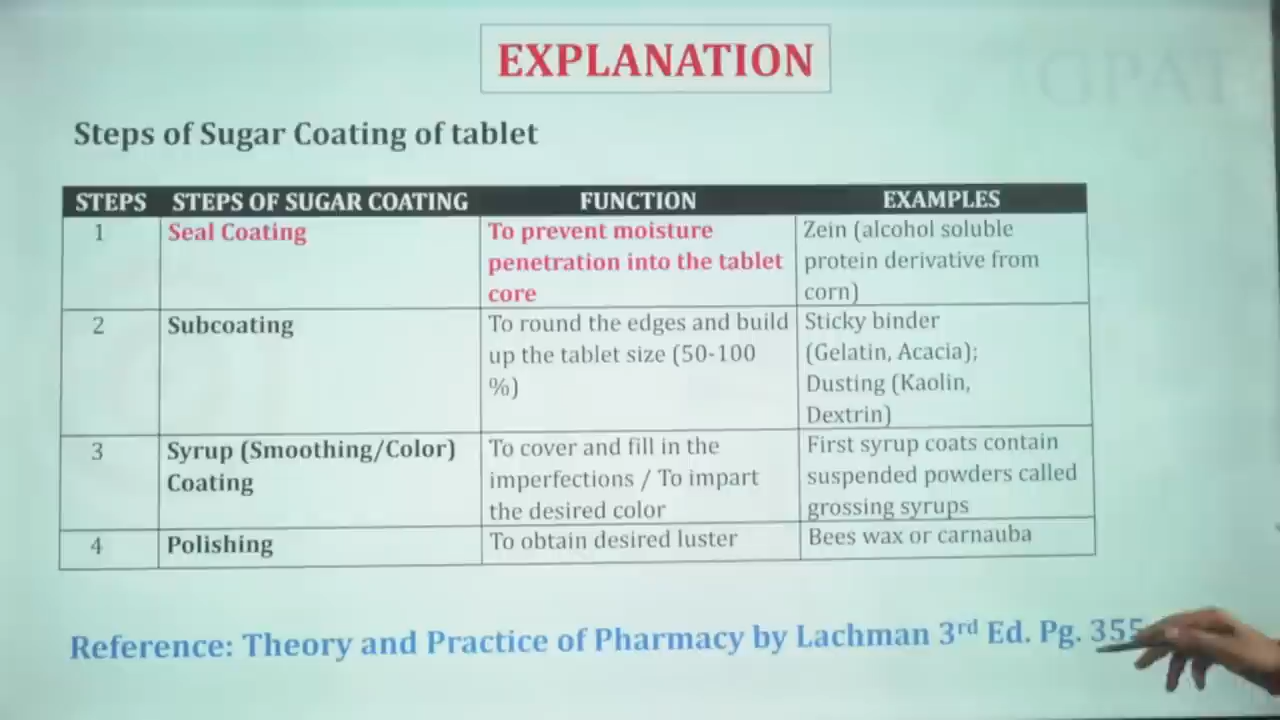 EXPLANATION
GPAT
Steps of Sugar Coating of tablet
STEPS STEPS OF SUGAR COATING FUNCTION EXAMPLES
1 Seal Coating To prevent moisture penetration into the tablet core Zein (alcohol soluble protein derivative from corn)
2 Subcoating To round the edges and build up the tablet size (50-100 %) Sticky binder (Gelatin, Acacia); Dusting (Kaolin, Dextrin)
3 Syrup (Smoothing/Color) Coating To cover and fill in the imperfections / To impart the desired color First syrup coats contain suspended powders called grossing syrups
4 Polishing To obtain desired luster Bees wax or carnauba
Reference: Theory and Practice of Pharmacy by Lachman 3rd Ed. Pg. 355